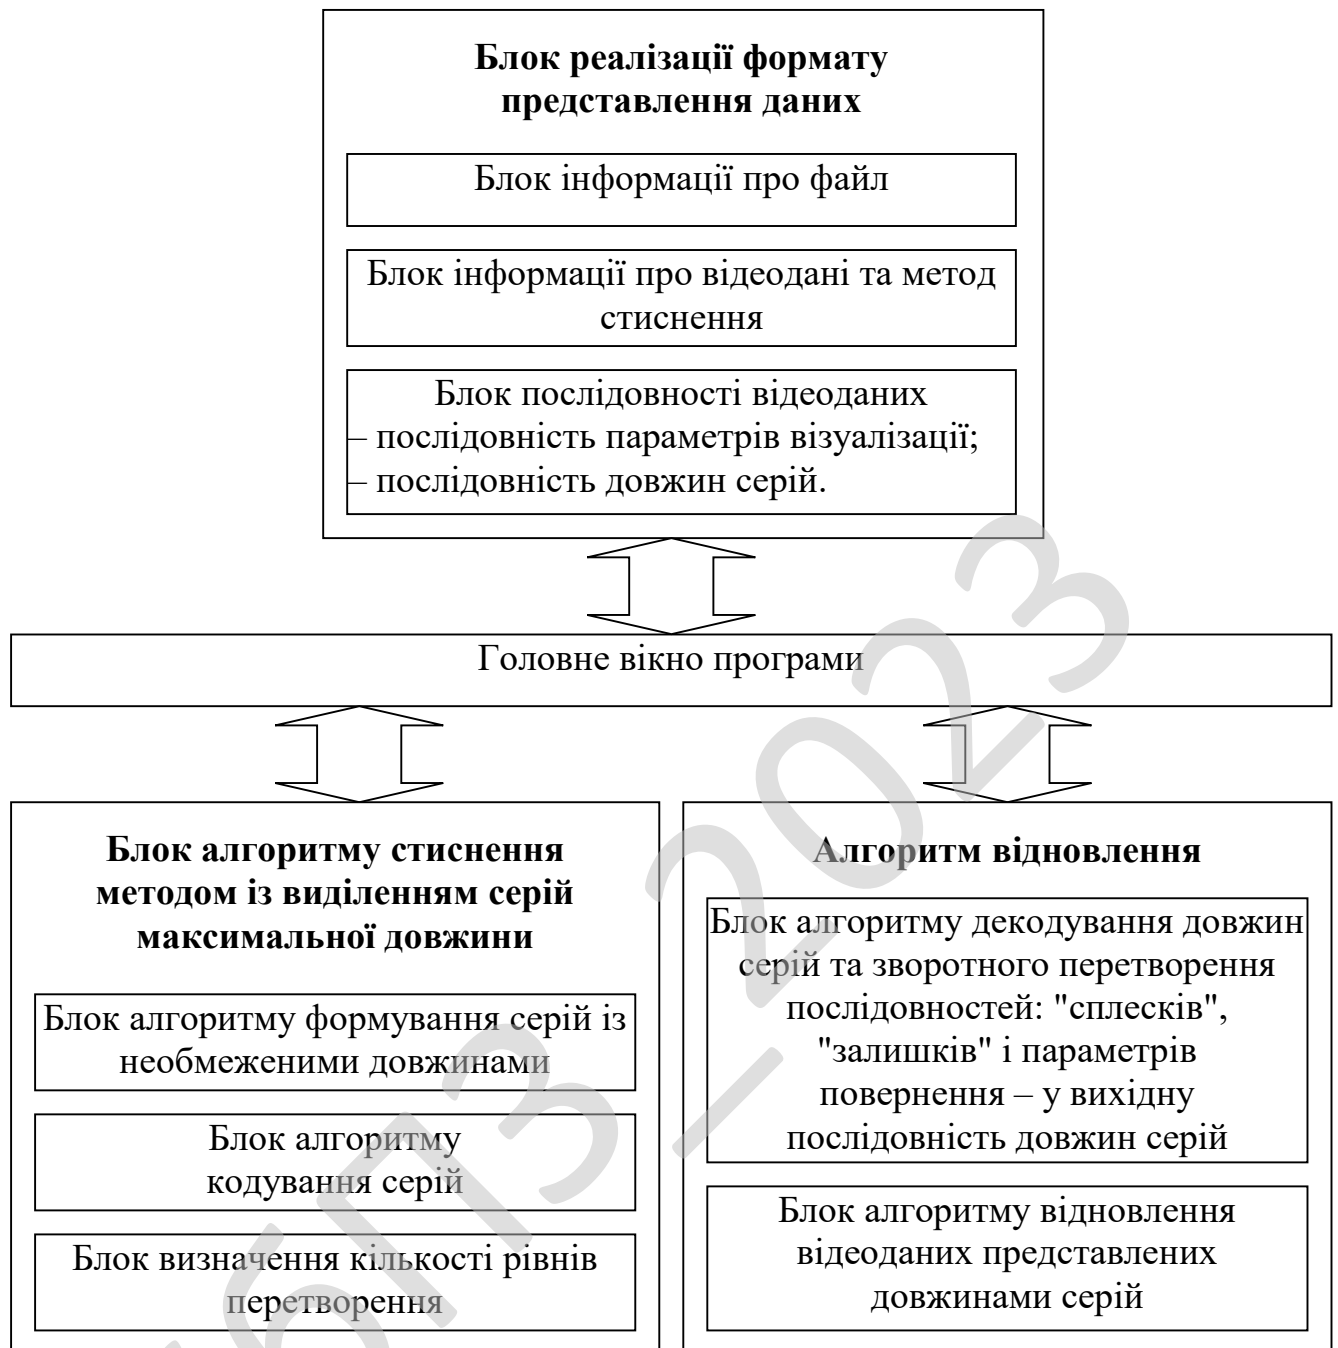 Блок реалізації формату
представлення даних
Блок інформації про файл
Блок інформації про відеодані та метод
стиснення
Блок послідовності відеоданих
– послідовність параметрів візуалізації;
– послідовність довжин серій.
Головне вікно програми
Блок алгоритму стиснення
методом із виділенням серій
максимальної довжини
Блок алгоритму формування серій із
необмеженими довжинами
Блок алгоритму
кодування серій
Блок визначення кількості рівнів
перетворення
Алгоритм відновлення
Блок алгоритму декодування довжин
серій та зворотного перетворення
послідовностей: "сплесків",
"залишків" і параметрів
повернення – у вихідну
послідовність довжин серій
Блок алгоритму відновлення
відеоданих представлених
довжинами серій